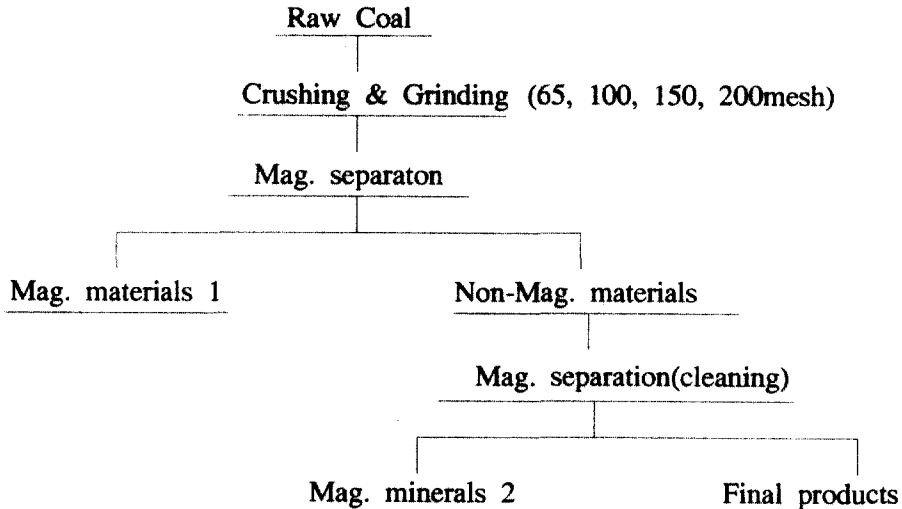 Raw Coal
Crushing & Grinding (65, 100, 150, 200mesh)
Mag. separaton
Mag. materials 1
Non-Mag. materials
Mag. separation(cleaning)
Mag. minerals 2
Final products